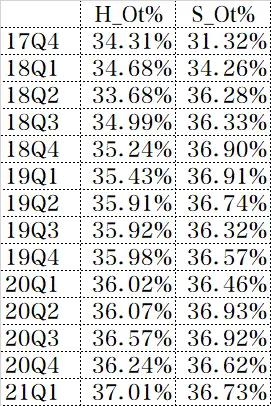 H_Ot% S_Ot%
17Q4 34.31% 31.32%
18Q1 34.68% 34.26%
18Q2 33.68% 36.28%
18Q3 34.99% 36.33%
18Q4 35.24% 36.90%
19Q1 35.43% 36.91%
19Q2 35.91% 36.74%
19Q3 35.92% 36.32%
19Q4 35.98% 36.57%
20Q1 36.02% 36.46%
20Q2 36.07% 36.93%
20Q3 36.57% 36.92%
20Q4 36.24% 36.62%
21Q1 37.01% 36.73%